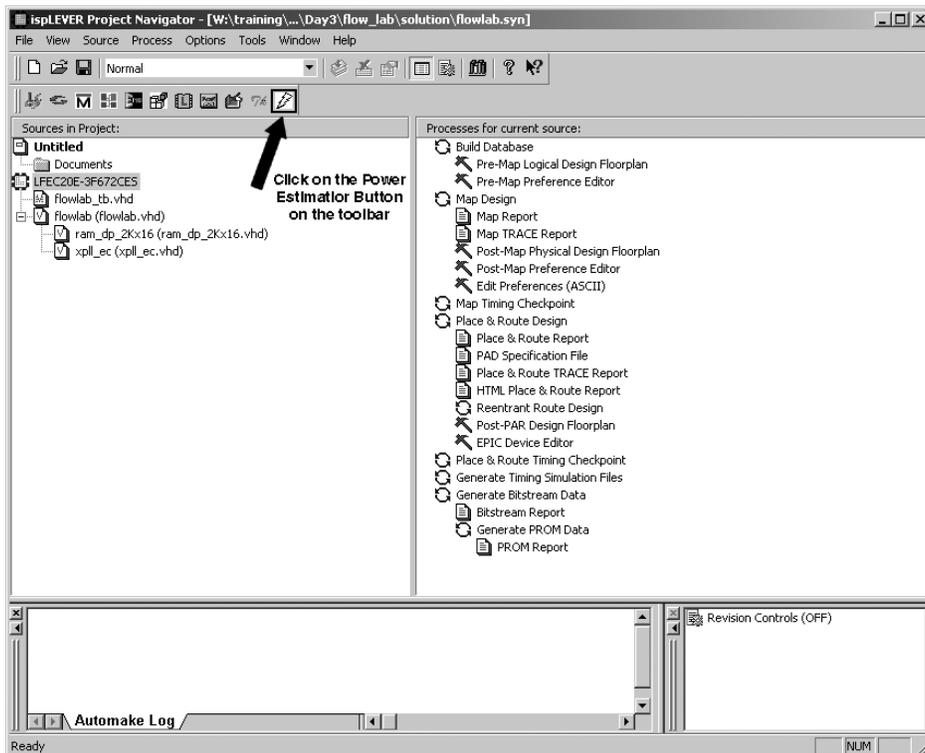 ispLEVER Project Navigator - [W:\training\...\Day3\flow_lab\solution\flowlab.syn]
File View Source Process Options Tools Window Help
Normal
Sources in Project:
Untitled
Documents
LFEC20E-3F672CES
flowlab_tb.vhd
flowlab (flowlab.vhd)
ram_dp_2Kx16 (ram_dp_2Kx16.vhd)
xpll_ec (xpll_ec.vhd)
Click on the Power
Estimatior Button
on the toolbar
Processes for current source:
Build Database
Pre-Map Logical Design Floorplan
Pre-Map Preference Editor
Map Design
Map Report
Map TRACE Report
Post-Map Physical Design Floorplan
Post-Map Preference Editor
Edit Preferences (ASCII)
Map Timing Checkpoint
Place & Route Design
Place & Route Report
PAD Specification File
Place & Route TRACE Report
HTML Place & Route Report
Reentrant Route Design
Post-PAR Design Floorplan
EPIC Device Editor
Place & Route Timing Checkpoint
Generate Timing Simulation Files
Generate Bitstream Data
Bitstream Report
Generate PROM Data
PROM Report
Automake Log
Revision Controls (OFF)
Ready
NUM